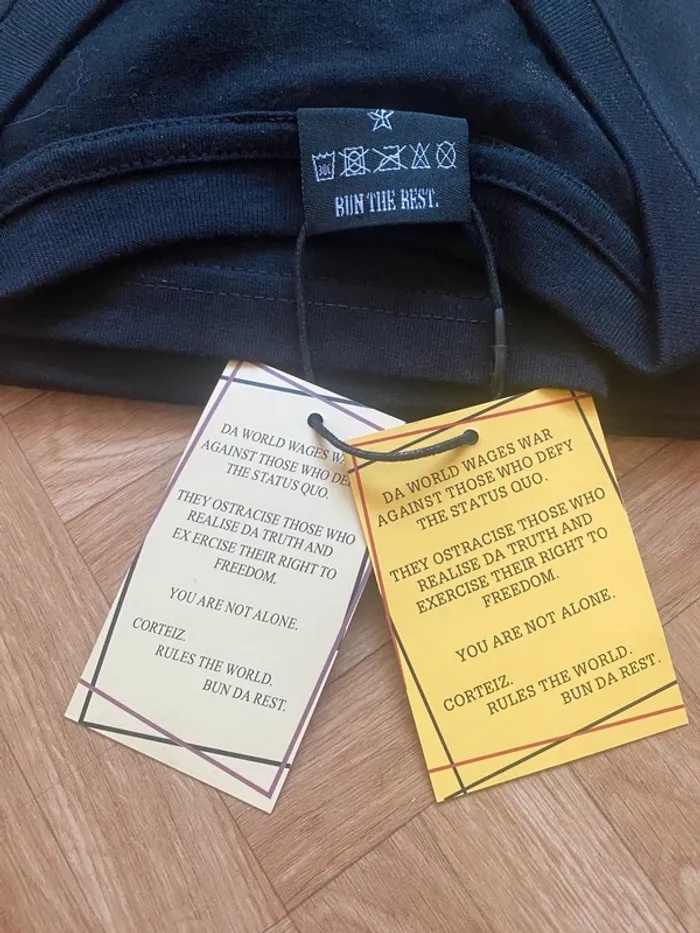 30C
BUN THE REST.
DA WORLD WAGES
AGAINST THOSE WHO
THE STATUS QUO.
THEY OSTRACISE THOSE WHO
REALISE DA TRUTH AND
EX ERCISE THEIR RIGHT TO
FREEDOM.
YOU ARE NOT ALONE.
CORTEIZ.
RULES THE WORLD.
BUN DA REST.
DA WORLD WAGES WAR
AGAINST THOSE WHO DEFY
THE STATUS QUO.
THEY OSTRACISE THOSE WHO
REALISE DA TRUTH AND
EXERCISE THEIR RIGHT TO
FREEDOM.
YOU ARE NOT ALONE.
CORTEIZ.
RULES THE WORLD.
BUN DA REST.